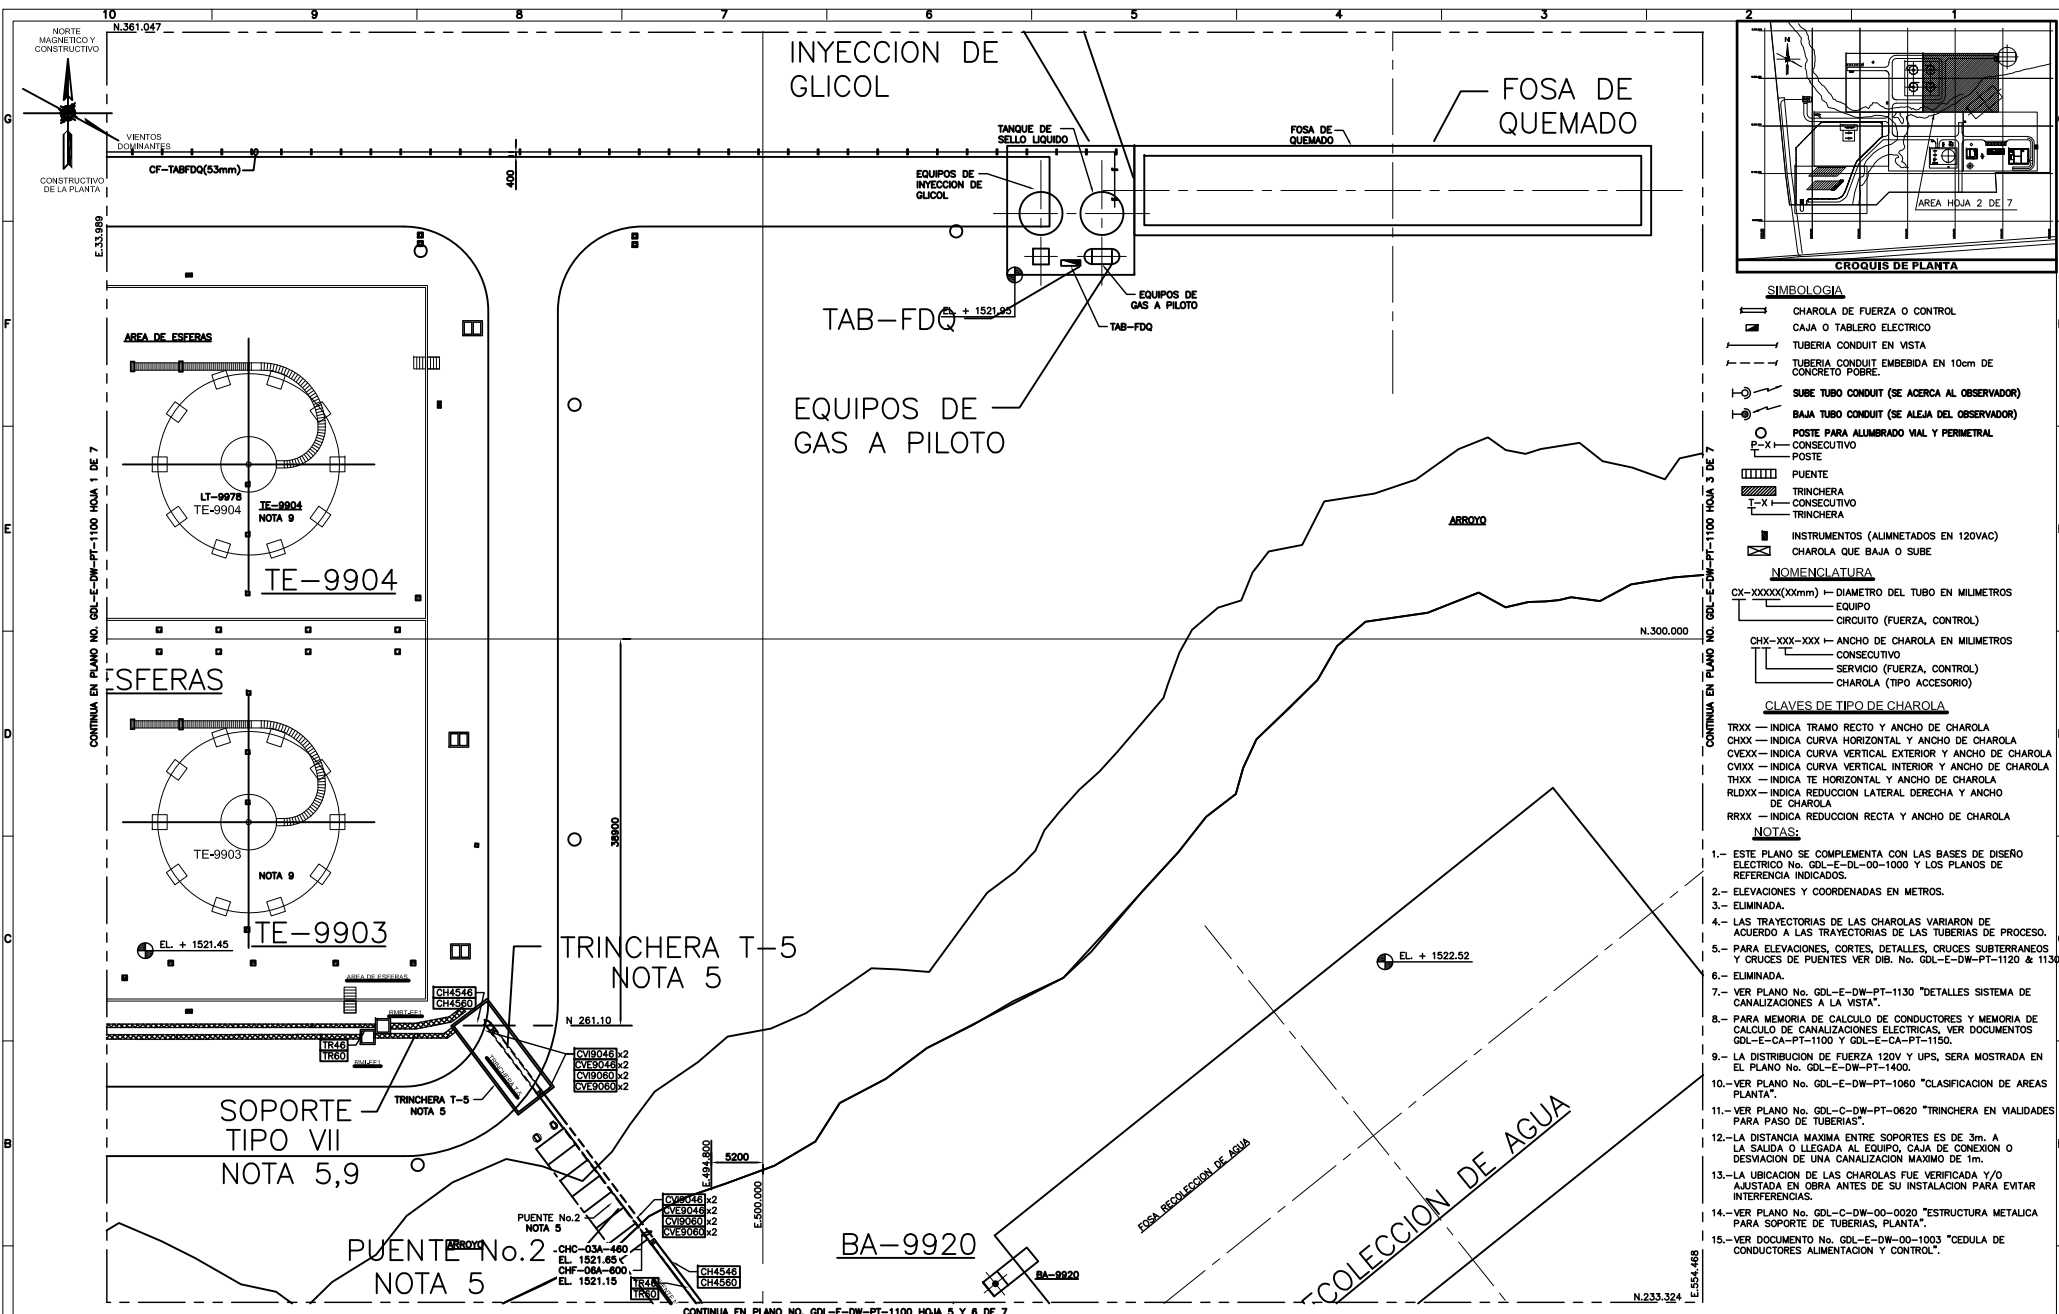 10 9 8 7 6 5 4 3 2 1
NORTE
MAGNETICO Y
CONSTRUCTIVO
N.361.047
VIENTOS
DOMINANTES
CONSTRUCTIVO
DE LA PLANTA
E.33.989
CF-TABFDQ(53mm)
400
INYECCION DE
GLICOL
TANQUE DE
SELLO LIQUIDO
EQUIPOS DE
INYECCION DE
GLICOL
FOSA DE
QUEMADO
FOSA DE
QUEMADO
TAB-FDQ
EL. + 1521.95
EQUIPOS DE
GAS A PILOTO
TAB-FDQ
EQUIPOS DE
GAS A PILOTO
AREA DE ESFERAS
LT-9978
TE-9904
TE-9904
NOTA 9
TE-9904
CONTINUA EN PLANO NO. GDL-E-DW-PT-1100 HOJA 1 DE 7
ESFERAS
TE-9903
NOTA 9
TE-9903
EL. + 1521.45
AREA DE ESFERAS
38900
ARROYO
N.300.000
CONTINUA EN PLANO NO. GDL-E-DW-PT-1100 HOJA 3 DE 7
TRINCHERA T-5
NOTA 5
CH4546
CH4560
N 261.10
RMBT-EF1
TR46
TR60
RMI-EF1
CVI9046 x2
CVE9046 x2
CVI9060 x2
CVE9060 x2
TRINCHERA T-5
TRINCHERA T-5
NOTA 5
SOPORTE
TIPO VII
NOTA 5,9
E.494.800
5200
E.500.000
CVI9046 x2
CVE9046 x2
CVI9060 x2
CVE9060 x2
PUENTE No.2
NOTA 5
PUENTE No.2
NOTA 5
ARROYO
CHC-03A-460
EL. 1521.65
CHF-06A-600
EL. 1521.15
TR46
TR60
CH4546
CH4560
EL. + 1522.52
FOSA RECOLECCION DE AGUA
COLECCION DE AGUA
BA-9920
BA-9920
N.233.324
E.554.468
CONTINUA EN PLANO NO. GDL-E-DW-PT-1100 HOJA 5 Y 6 DE 7
G
F
E
D
C
B
N
AREA HOJA 2 DE 7
CROQUIS DE PLANTA
SIMBOLOGIA
CHAROLA DE FUERZA O CONTROL
CAJA O TABLERO ELECTRICO
TUBERIA CONDUIT EN VISTA
TUBERIA CONDUIT EMBEBIDA EN 10cm DE
CONCRETO POBRE.
SUBE TUBO CONDUIT (SE ACERCA AL OBSERVADOR)
BAJA TUBO CONDUIT (SE ALEJA DEL OBSERVADOR)
POSTE PARA ALUMBRADO VIAL Y PERIMETRAL
P-X CONSECUTIVO
POSTE
PUENTE
TRINCHERA
T-X CONSECUTIVO
TRINCHERA
INSTRUMENTOS (ALIMNETADOS EN 120VAC)
CHAROLA QUE BAJA O SUBE
NOMENCLATURA
CX-XXXXX(XXmm) DIAMETRO DEL TUBO EN MILIMETROS
EQUIPO
CIRCUITO (FUERZA, CONTROL)
CHX-XXX-XXX ANCHO DE CHAROLA EN MILIMETROS
CONSECUTIVO
SERVICIO (FUERZA, CONTROL)
CHAROLA (TIPO ACCESORIO)
CLAVES DE TIPO DE CHAROLA
TRXX — INDICA TRAMO RECTO Y ANCHO DE CHAROLA
CHXX — INDICA CURVA HORIZONTAL Y ANCHO DE CHAROLA
CVEXX — INDICA CURVA VERTICAL EXTERIOR Y ANCHO DE CHAROLA
CVIXX — INDICA CURVA VERTICAL INTERIOR Y ANCHO DE CHAROLA
THXX — INDICA TE HORIZONTAL Y ANCHO DE CHAROLA
RLDXX — INDICA REDUCCION LATERAL DERECHA Y ANCHO
DE CHAROLA
RRXX — INDICA REDUCCION RECTA Y ANCHO DE CHAROLA
NOTAS:
1.- ESTE PLANO SE COMPLEMENTA CON LAS BASES DE DISEÑO
ELECTRICO No. GDL-E-DL-00-1000 Y LOS PLANOS DE
REFERENCIA INDICADOS.
2.- ELEVACIONES Y COORDENADAS EN METROS.
3.- ELIMINADA.
4.- LAS TRAYECTORIAS DE LAS CHAROLAS VARIARON DE
ACUERDO A LAS TRAYECTORIAS DE LAS TUBERIAS DE PROCESO.
5.- PARA ELEVACIONES, CORTES, DETALLES, CRUCES SUBTERRANEOS
Y CRUCES DE PUENTES VER DIB. No. GDL-E-DW-PT-1120 & 1130
6.- ELIMINADA.
7.- VER PLANO No. GDL-E-DW-PT-1130 "DETALLES SISTEMA DE
CANALIZACIONES A LA VISTA".
8.- PARA MEMORIA DE CALCULO DE CONDUCTORES Y MEMORIA DE
CALCULO DE CANALIZACIONES ELECTRICAS, VER DOCUMENTOS
GDL-E-CA-PT-1100 Y GDL-E-CA-PT-1150.
9.- LA DISTRIBUCION DE FUERZA 120V Y UPS, SERA MOSTRADA EN
EL PLANO No. GDL-E-DW-PT-1400.
10.- VER PLANO No. GDL-E-DW-PT-1060 "CLASIFICACION DE AREAS
PLANTA".
11.- VER PLANO No. GDL-C-DW-PT-0620 "TRINCHERA EN VIALIDADES
PARA PASO DE TUBERIAS".
12.- LA DISTANCIA MAXIMA ENTRE SOPORTES ES DE 3m. A
LA SALIDA O LLEGADA AL EQUIPO, CAJA DE CONEXION O
DESVIACION DE UNA CANALIZACION MAXIMO DE 1m.
13.- LA UBICACION DE LAS CHAROLAS FUE VERIFICADA Y/O
AJUSTADA EN OBRA ANTES DE SU INSTALACION PARA EVITAR
INTERFERENCIAS.
14.- VER PLANO No. GDL-C-DW-00-0020 "ESTRUCTURA METALICA
PARA SOPORTE DE TUBERIAS, PLANTA".
15.- VER DOCUMENTO No. GDL-E-DW-00-1003 "CEDULA DE
CONDUCTORES ALIMENTACION Y CONTROL".